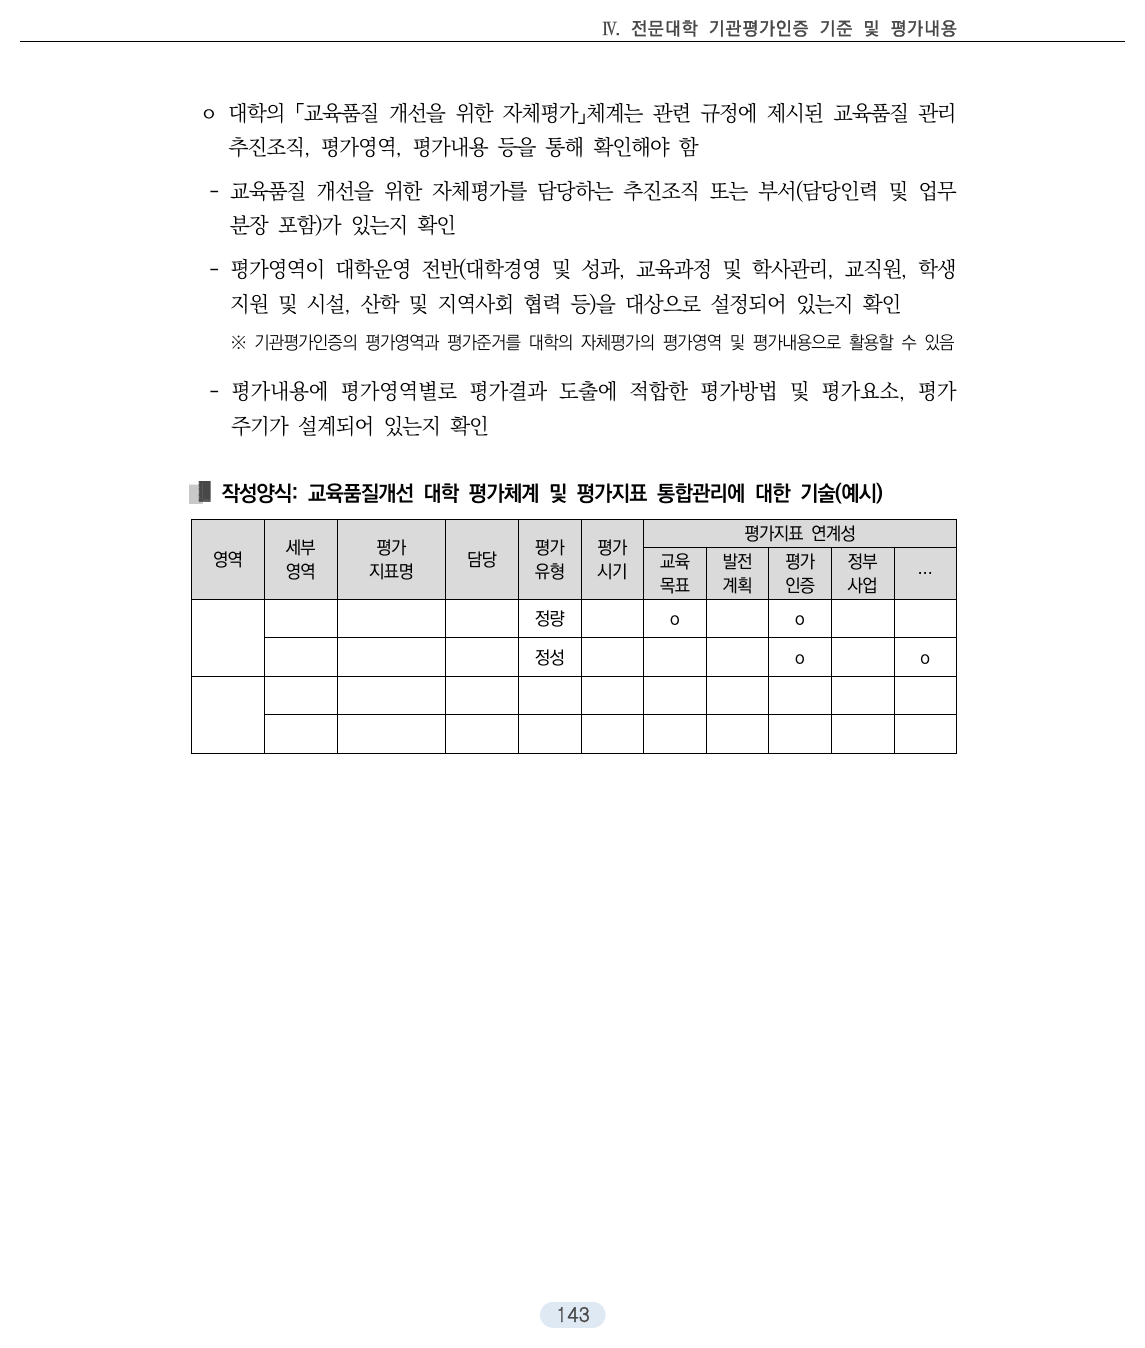 Ⅳ. 전문대학 기관평가인증 기준 및 평가내용
o 대학의 「교육품질 개선을 위한 자체평가」체계는 관련 규정에 제시된 교육품질 관리
추진조직, 평가영역, 평가내용 등을 통해 확인해야 함
- 교육품질 개선을 위한 자체평가를 담당하는 추진조직 또는 부서(담당인력 및 업무
분장 포함)가 있는지 확인
- 평가영역이 대학운영 전반(대학경영 및 성과, 교육과정 및 학사관리, 교직원, 학생
지원 및 시설, 산학 및 지역사회 협력 등)을 대상으로 설정되어 있는지 확인
※ 기관평가인증의 평가영역과 평가준거를 대학의 자체평가의 평가영역 및 평가내용으로 활용할 수 있음
- 평가내용에 평가영역별로 평가결과 도출에 적합한 평가방법 및 평가요소, 평가
주기가 설계되어 있는지 확인
작성양식: 교육품질개선 대학 평가체계 및 평가지표 통합관리에 대한 기술(예시)
영역 세부 영역 평가 지표명 담당 평가 유형 평가 시기 평가지표 연계성
교육 목표 발전 계획 평가 인증 정부 사업 …
정량 o o
정성 o o
143